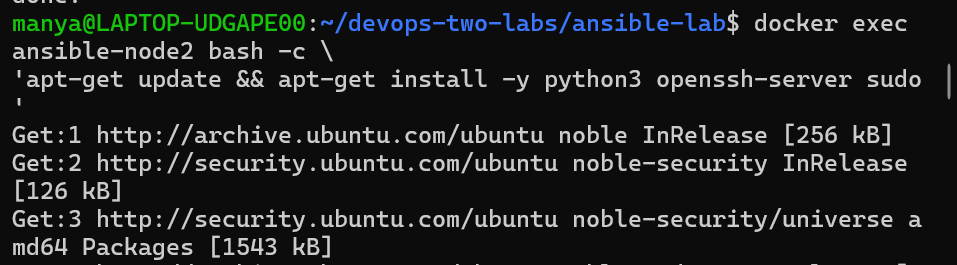 manya@LAPTOP-UDGAPE00:~/devops-two-labs/ansible-lab$ docker exec
ansible-node2 bash -c \
'apt-get update && apt-get install -y python3 openssh-server sudo
'
Get:1 http://archive.ubuntu.com/ubuntu noble InRelease [256 kB]
Get:2 http://security.ubuntu.com/ubuntu noble-security InRelease
[126 kB]
Get:3 http://security.ubuntu.com/ubuntu noble-security/universe a
md64 Packages [1543 kB]